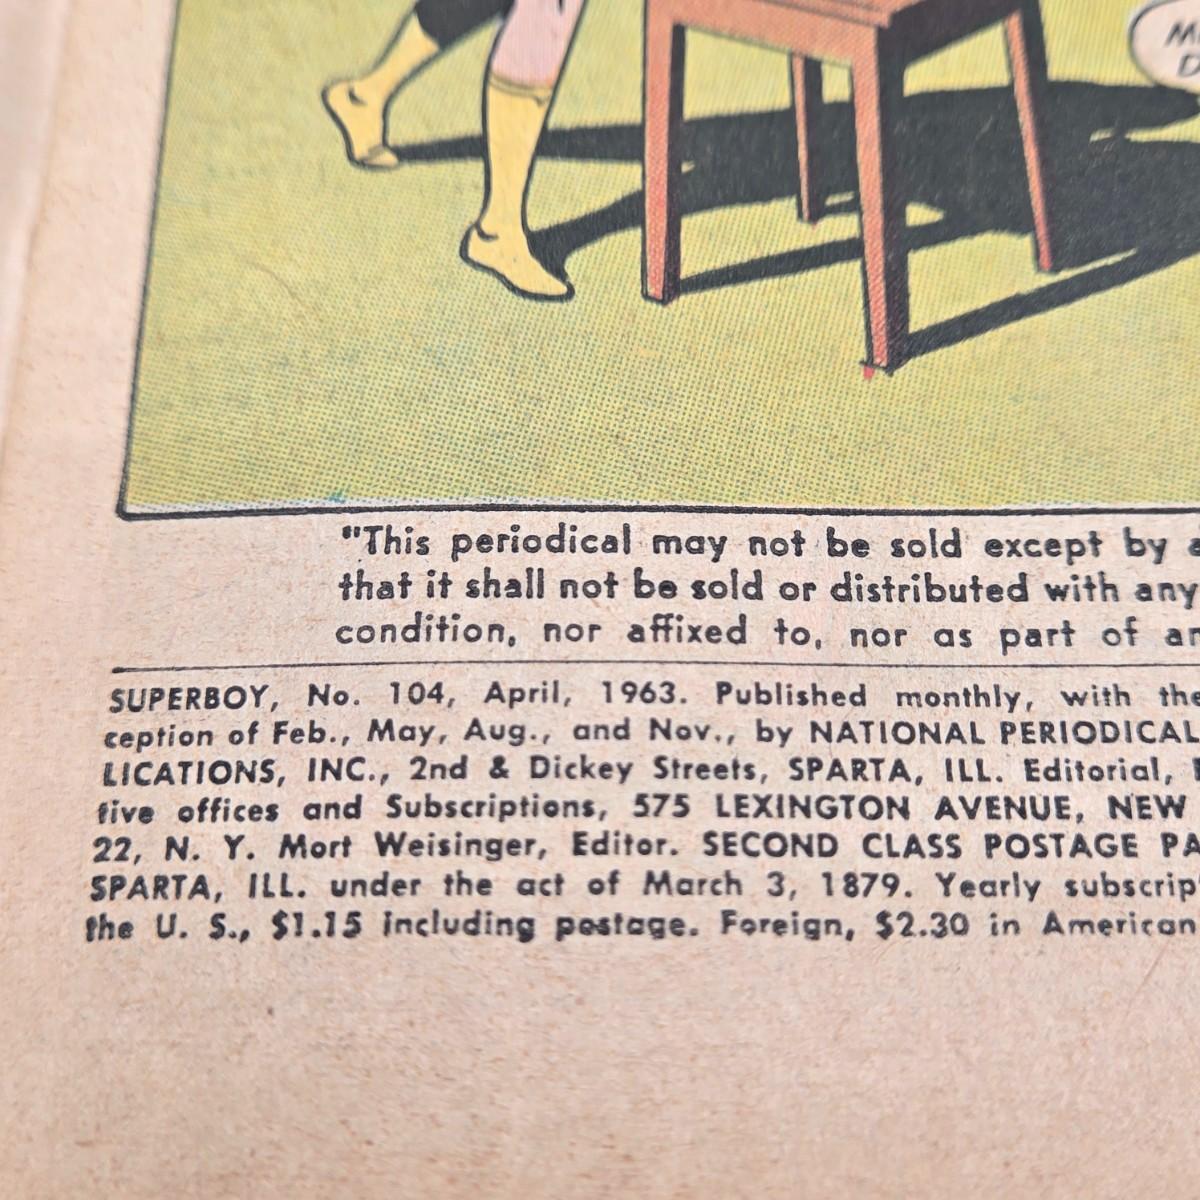 "This periodical may not be sold except by
that it shall not be sold or distributed with any
condition, nor affixed to, nor as part of
SUPERBOY, No. 104, April, 1963. Published monthly, with the
ception of Feb., May, Aug., and Nov., by NATIONAL PERIODICAL
LICATIONS, INC., 2nd & Dickey Streets, SPARTA, ILL. Editorial,
tive offices and Subscriptions, 575 LEXINGTON AVENUE, NEW
22, N. Y. Mort Weisinger, Editor. SECOND CLASS POSTAGE PA
SPARTA, ILL. under the act of March 3, 1879. Yearly subscrip
the U. S., $1.15 including postage. Foreign, $2.30 in American